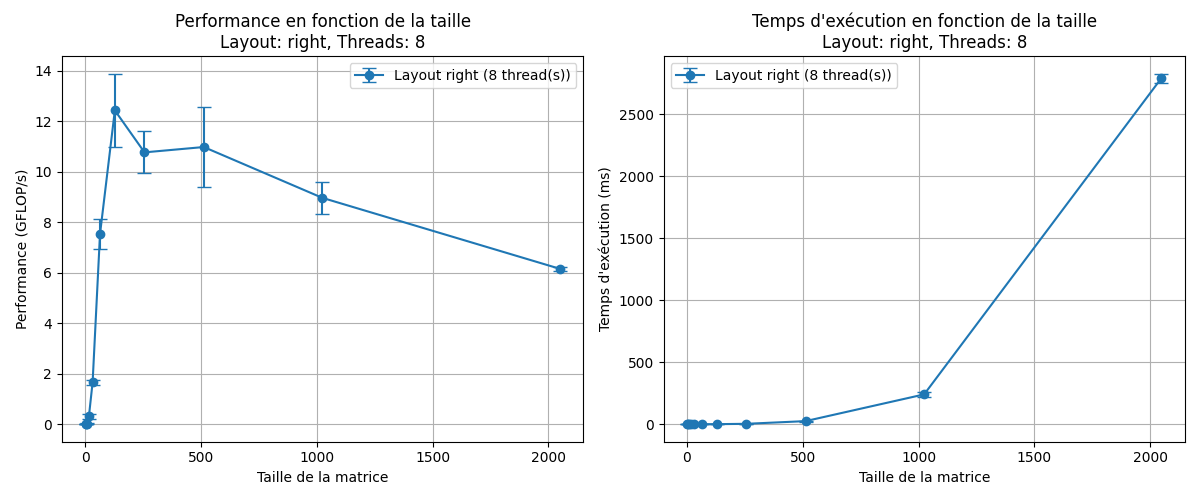 Performance en fonction de la taille
Layout: right, Threads: 8
Layout right (8 thread(s))
Performance (GFLOP/s)
14
12
10
8
6
4
2
0
0 500 1000 1500 2000
Taille de la matrice
Temps d'exécution en fonction de la taille
Layout: right, Threads: 8
Layout right (8 thread(s))
Temps d'exécution (ms)
2500
2000
1500
1000
500
0
0 500 1000 1500 2000
Taille de la matrice